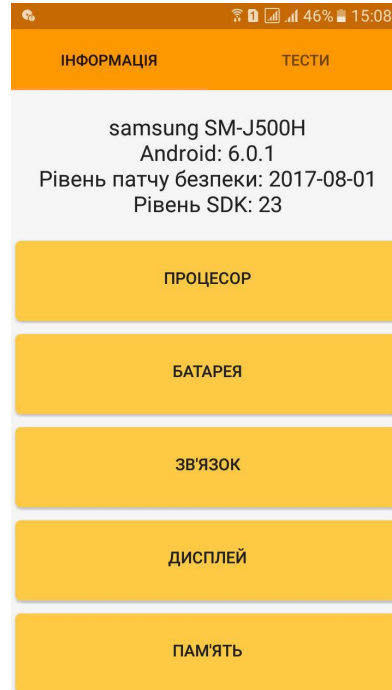 46% 15:08
ІНФОРМАЦІЯ ТЕСТИ
samsung SM-J500H
Android: 6.0.1
Рівень патчу безпеки: 2017-08-01
Рівень SDK: 23
ПРОЦЕСОР
БАТАРЕЯ
ЗВ'ЯЗОК
ДИСПЛЕЙ
ПАМ'ЯТЬ